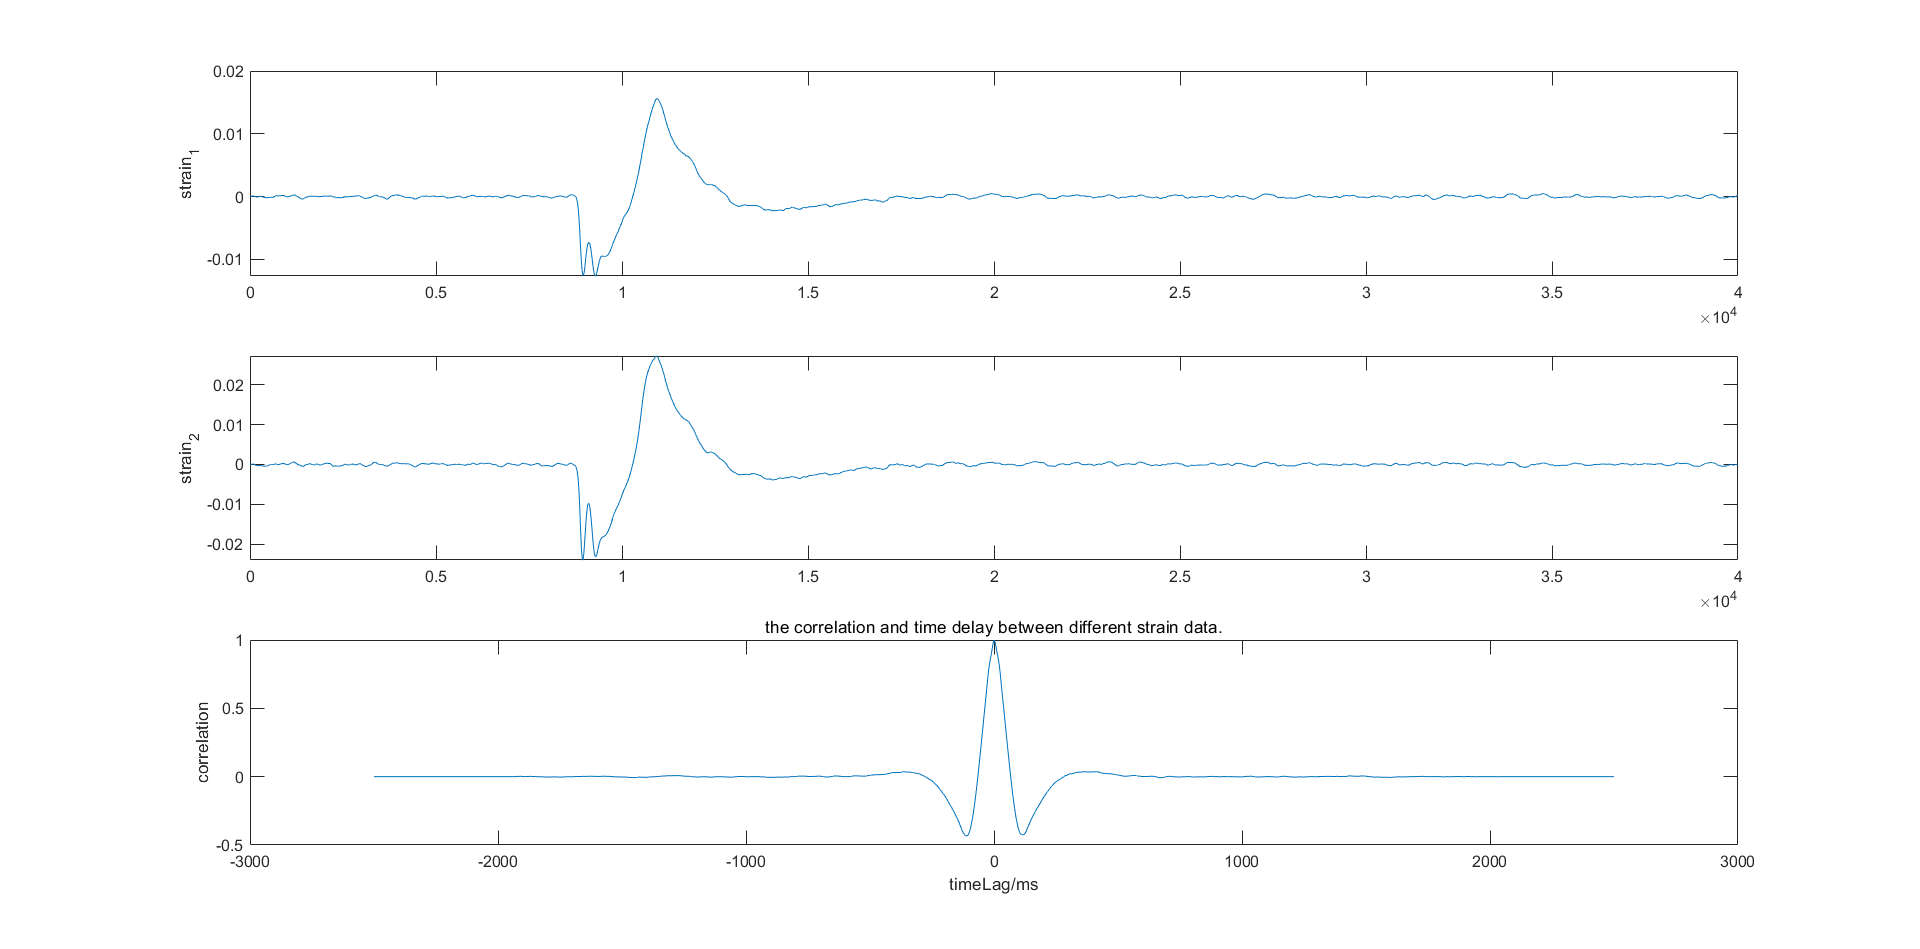 0.02
0.01
0
-0.01
strain1
0 0.5 1 1.5 2 2.5 3 3.5 4
×10^4
0.02
0.01
0
-0.01
-0.02
strain2
0 0.5 1 1.5 2 2.5 3 3.5 4
×10^4
the correlation and time delay between different strain data.
1
0.5
0
-0.5
correlation
-3000 -2000 -1000 0 1000 2000 3000
timeLag/ms